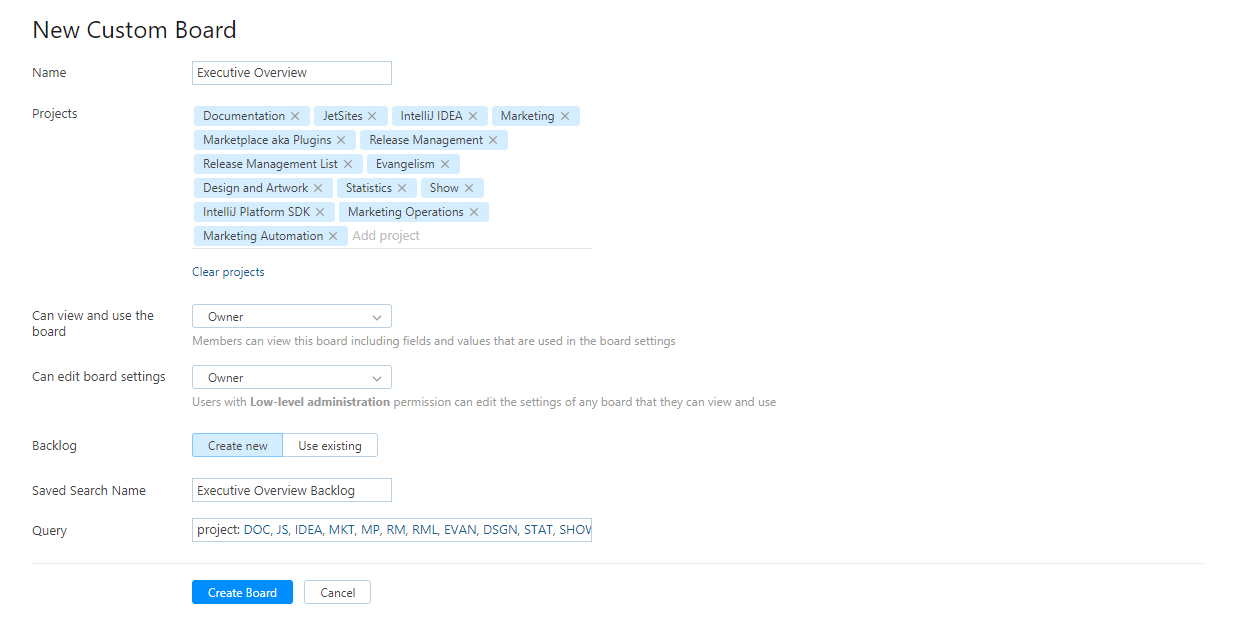 New Custom Board
Name
Executive Overview
Projects
Documentation × JetSites × IntelliJ IDEA × Marketing ×
Marketplace aka Plugins × Release Management ×
Release Management List × Evangelism ×
Design and Artwork × Statistics × Show ×
IntelliJ Platform SDK × Marketing Operations ×
Marketing Automation × Add project
Clear projects
Can view and use the
board
Owner
Members can view this board including fields and values that are used in the board settings
Can edit board settings
Owner
Users with Low-level administration permission can edit the settings of any board that they can view and use
Backlog
Create new Use existing
Saved Search Name
Executive Overview Backlog
Query
project: DOC, JS, IDEA, MKT, MP, RM, RML, EVAN, DSGN, STAT, SHOW
Create Board Cancel